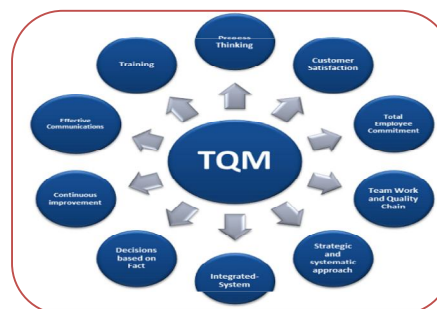 Process
Thinking
Customer
Satisfaction
Total
Employee
Commitment
Team Work
and Quality
Chain
Strategic
and
systematic
approach
Integrated-
System
Decisions
based on
Fact
Continuous
improvement
Effective
Communications
Training
TQM